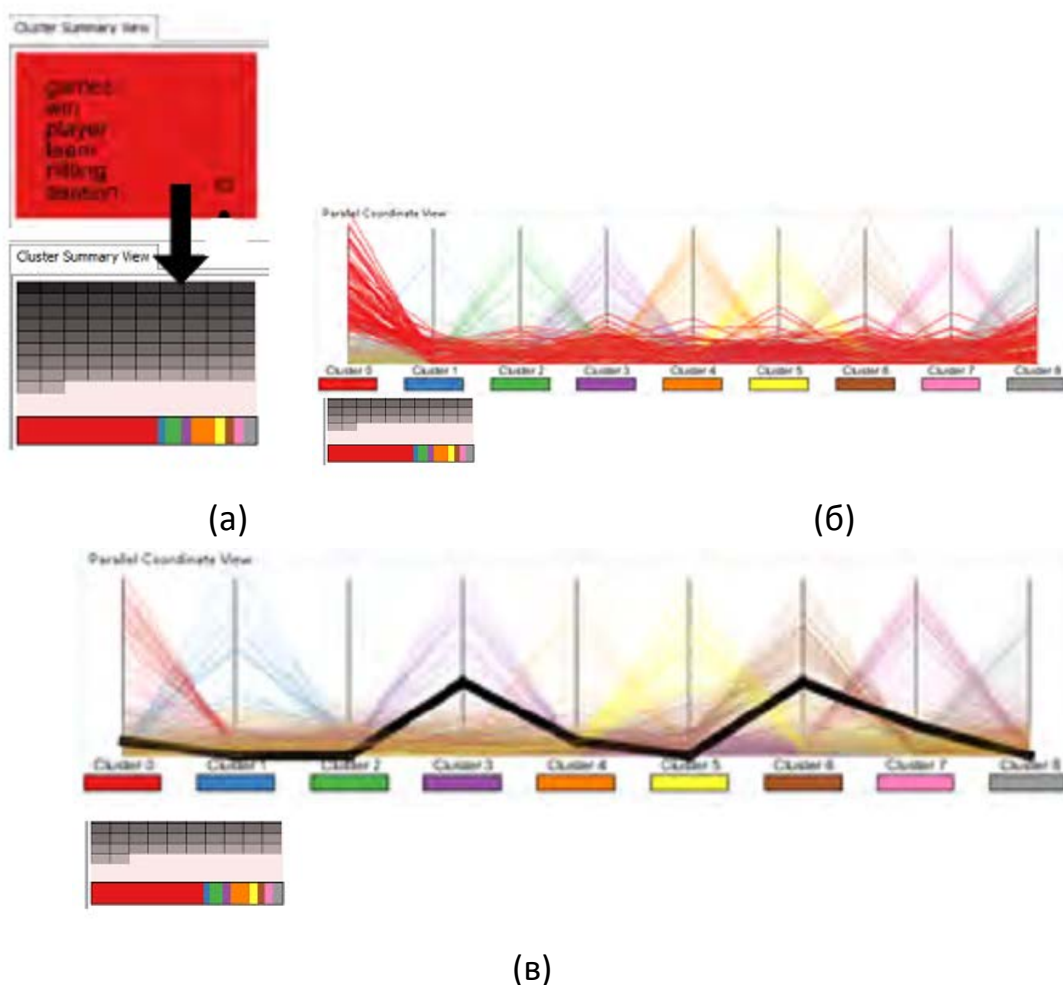 Cluster Summary View
games
win
player
team
hitting
season
Cluster Summary View
Parallel Coordinate View
Cluster 0 Cluster 1 Cluster 2 Cluster 3 Cluster 4 Cluster 5 Cluster 6 Cluster 7 Cluster 8
(а)
(б)
Parallel Coordinate View
Cluster 0 Cluster 1 Cluster 2 Cluster 3 Cluster 4 Cluster 5 Cluster 6 Cluster 7 Cluster 8
(в)